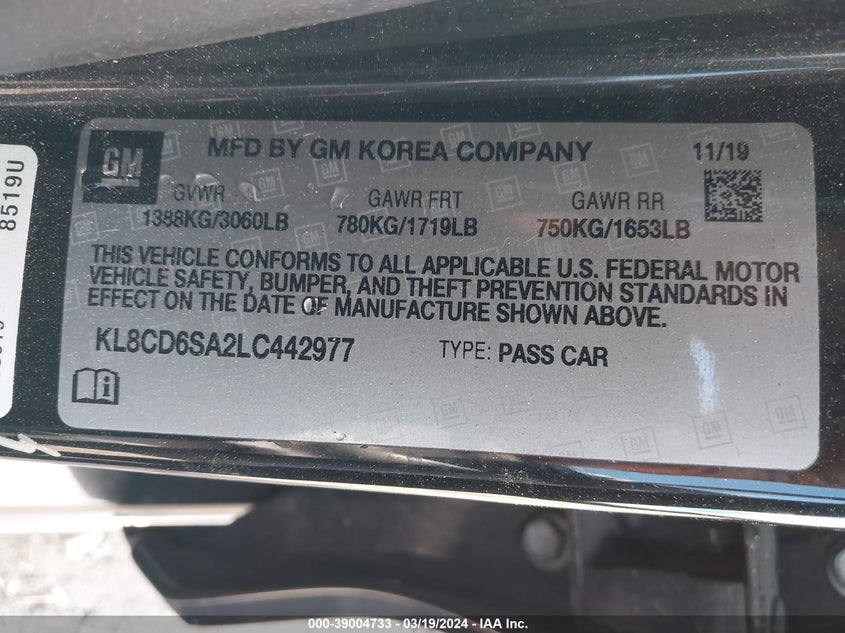 GM
MFD BY GM KOREA COMPANY 11/19
GVWR GAWR FRT GAWR RR
1388KG/3060LB 780KG/1719LB 750KG/1653LB
THIS VEHICLE CONFORMS TO ALL APPLICABLE U.S. FEDERAL MOTOR
VEHICLE SAFETY, BUMPER, AND THEFT PREVENTION STANDARDS IN
EFFECT ON THE DATE OF MANUFACTURE SHOWN ABOVE.
KL8CD6SA2LC442977 TYPE: PASS CAR
8519U
000-39004733 - 03/19/2024 - IAA Inc.